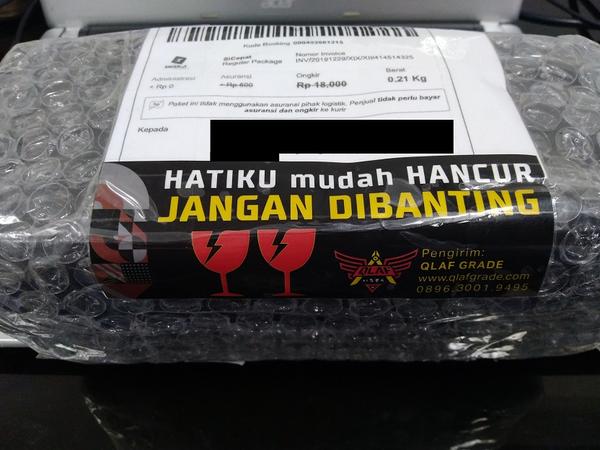 Kode Booking 000432661215
SiCepat
Regular Package
Nomor Invoice
INV/20191229/XIX/XII/414514325
Administrasi
+ Rp 0
Asuransi
+ Rp 600
Ongkir
Rp 18,000
Berat
0,21 Kg
Paket ini tidak menggunakan asuransi pihak logistik. Penjual tidak perlu bayar
asuransi dan ongkir ke kurir
Kepada
HATIKU mudah HANCUR
JANGAN DIBANTING
QLAF
Pengirim:
QLAF GRADE
www.qlafgrade.com
0896.3001.9495